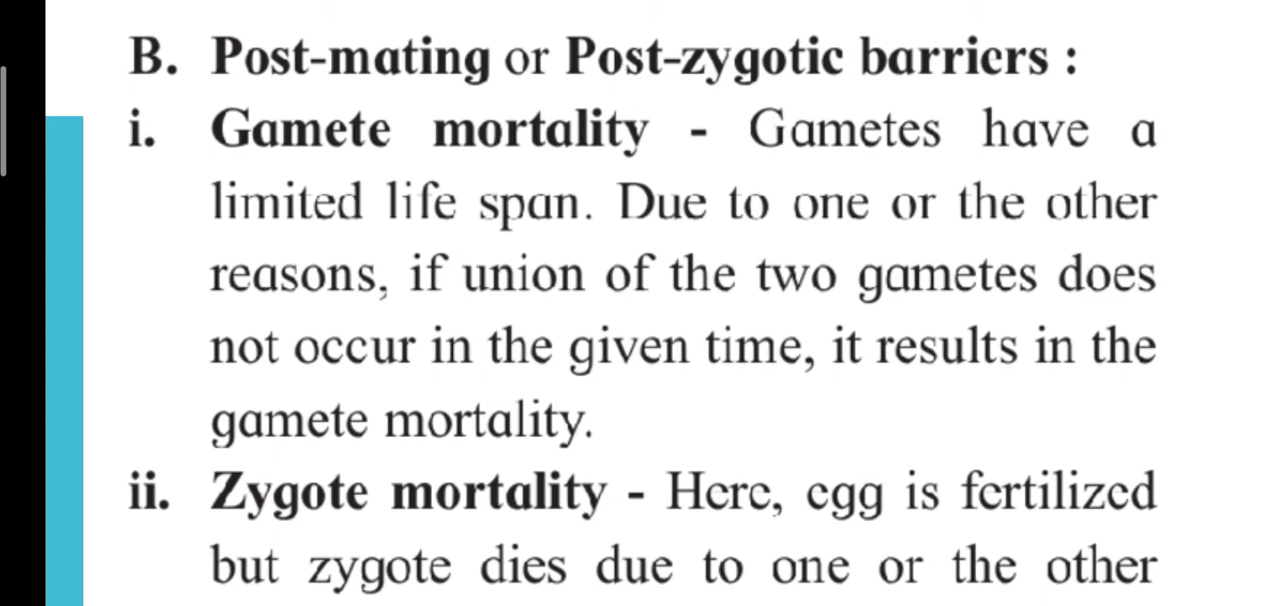 B. Post-mating or Post-zygotic barriers :
i. Gamete mortality - Gametes have a
limited life span. Due to one or the other
reasons, if union of the two gametes does
not occur in the given time, it results in the
gamete mortality.
ii. Zygote mortality - Here, egg is fertilized
but zygote dies due to one or the other